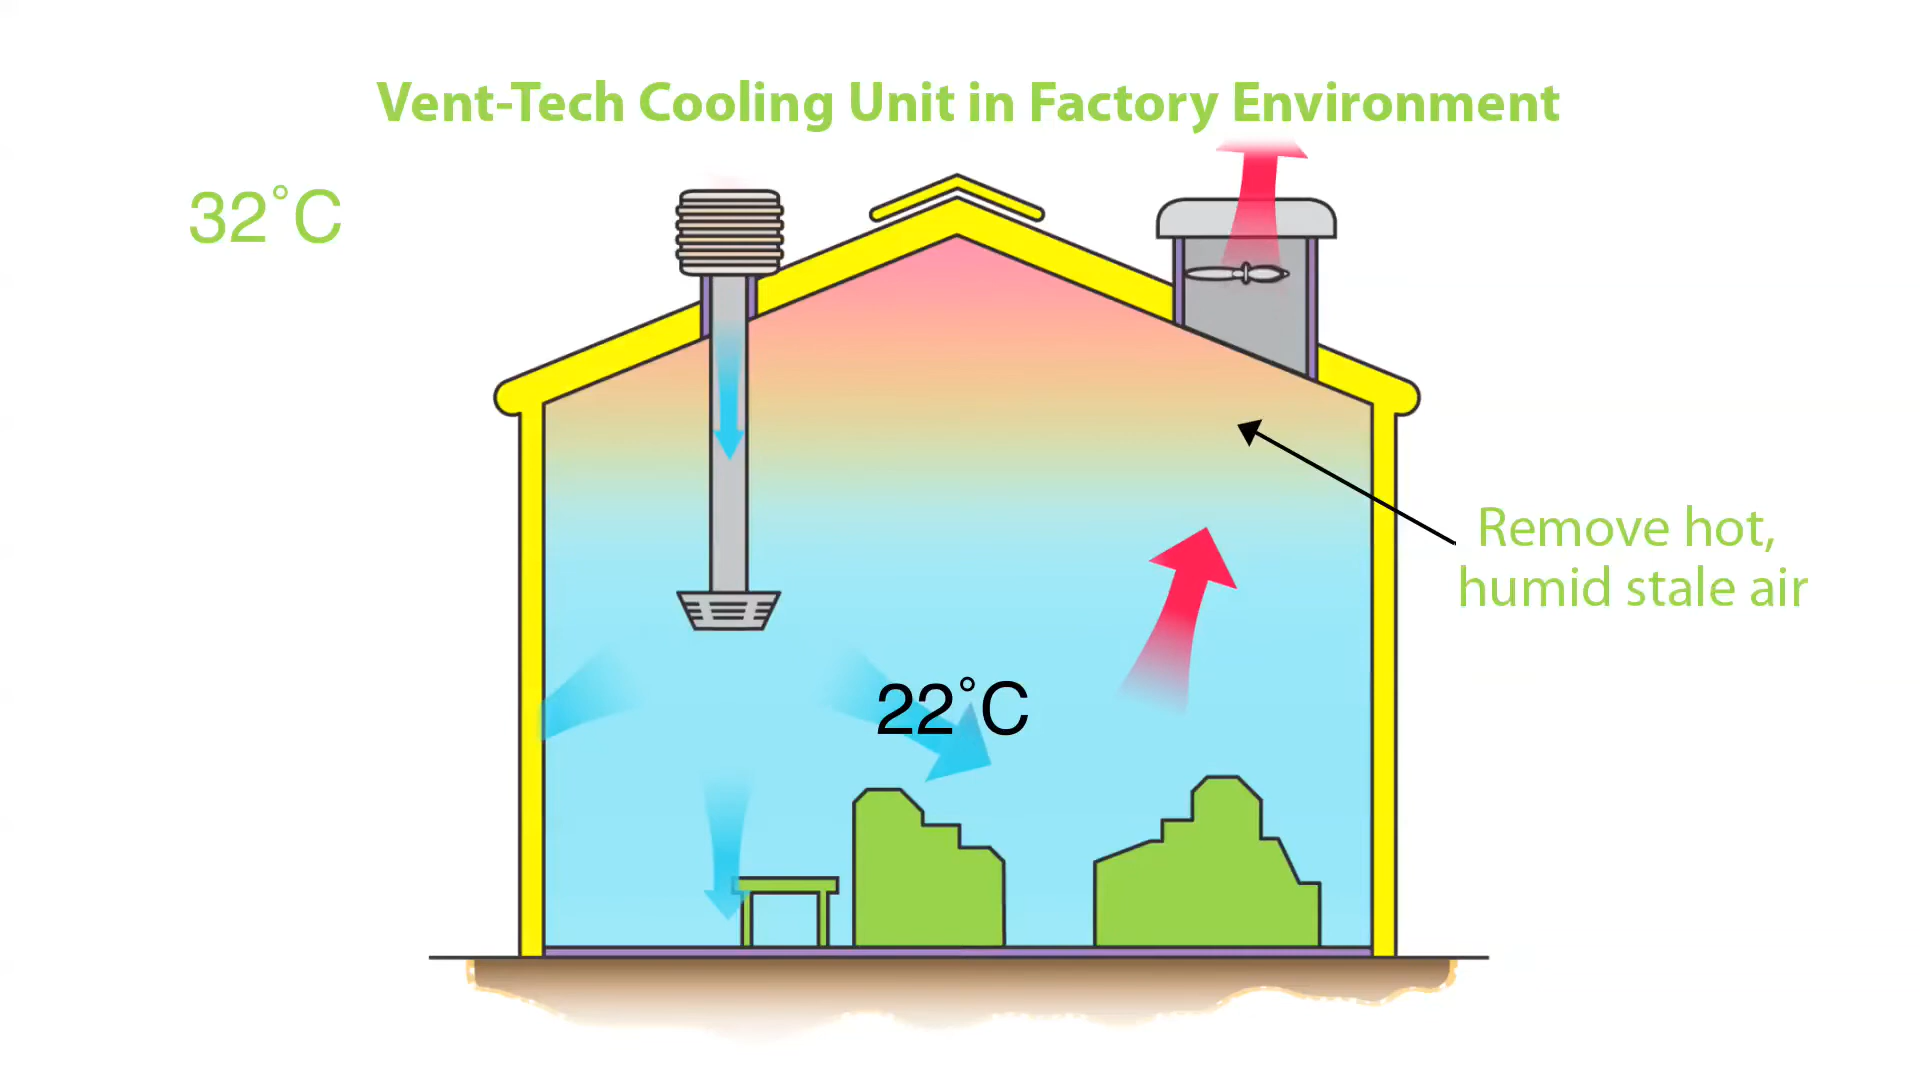 Vent-Tech Cooling Unit in Factory Environment
32°C
Remove hot,
humid stale air
22°C